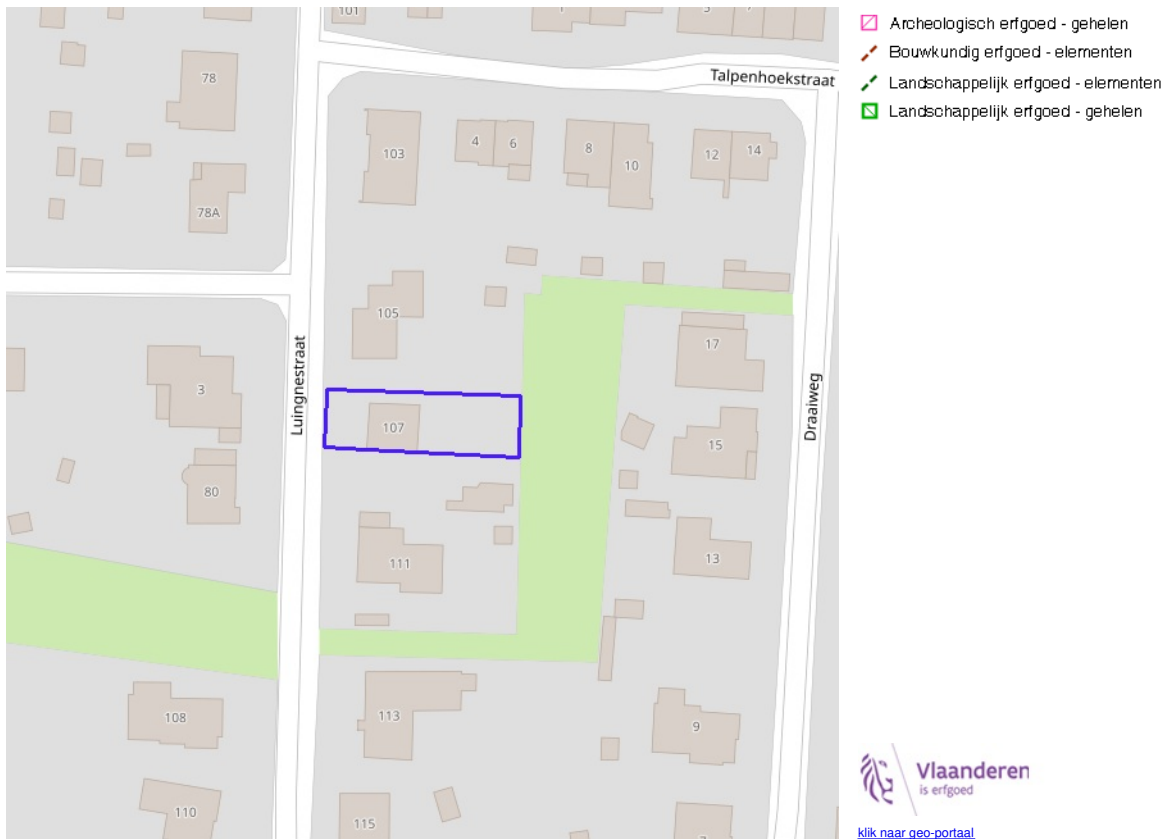 101
78
78A
103
4
6
8
10
12
14
Talpenhoekstraat
105
107
Luingnestraat
3
80
17
15
13
Draaiweg
111
113
108
110
115
9
Archeologisch erfgoed - gehelen
Bouwkundig erfgoed - elementen
Landschappelijk erfgoed - elementen
Landschappelijk erfgoed - gehelen
Vlaanderen
is erfgoed
klik naar geo-portaal